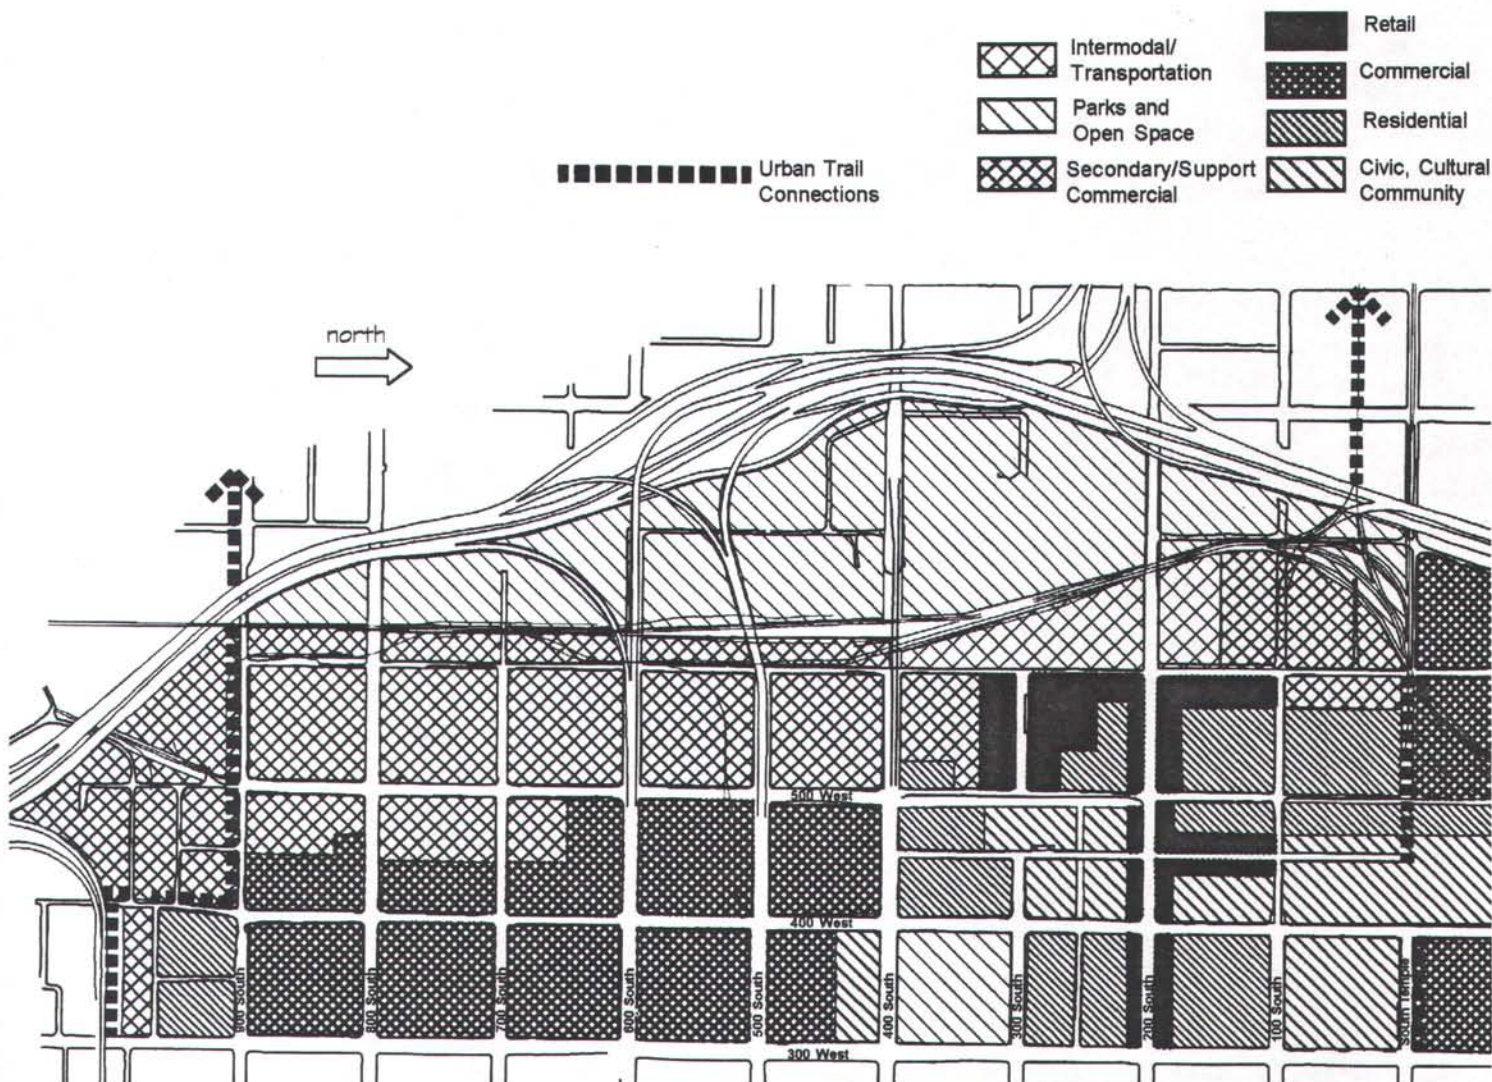 Retail
Intermodal/
Transportation
Commercial
Parks and
Open Space
Residential
Urban Trail
Connections
Secondary/Support
Commercial
Civic, Cultural
Community
north
500 West
400 West
900 South
800 South
700 South
600 South
500 South
400 South
300 South
200 South
100 South
South Temple
300 West